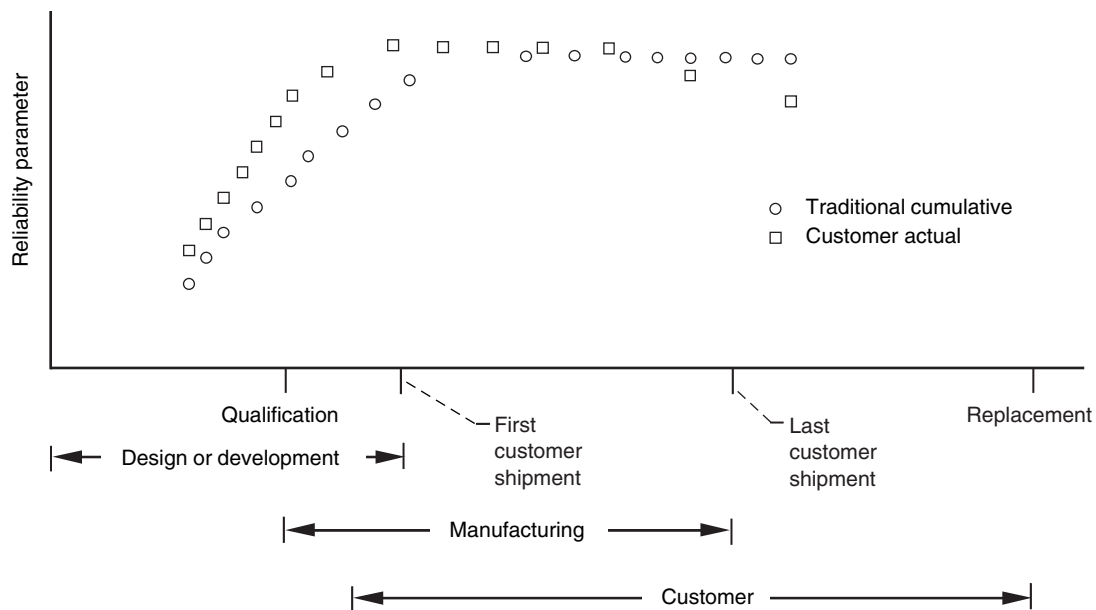 Reliability parameter
Traditional cumulative
Customer actual
Qualification
First
customer
shipment
Last
customer
shipment
Replacement
Design or development
Manufacturing
Customer